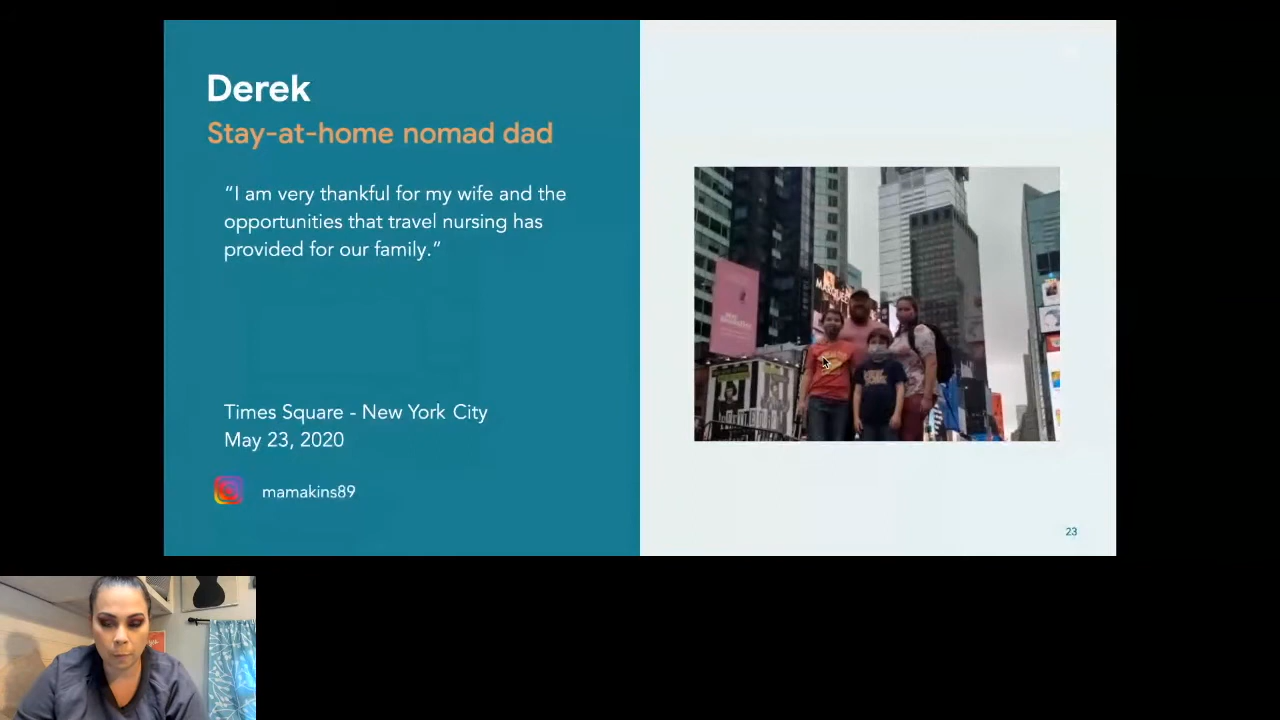 Derek
Stay-at-home nomad dad
“I am very thankful for my wife and the
opportunities that travel nursing has
provided for our family.”
Times Square - New York City
May 23, 2020
mamakins89
23